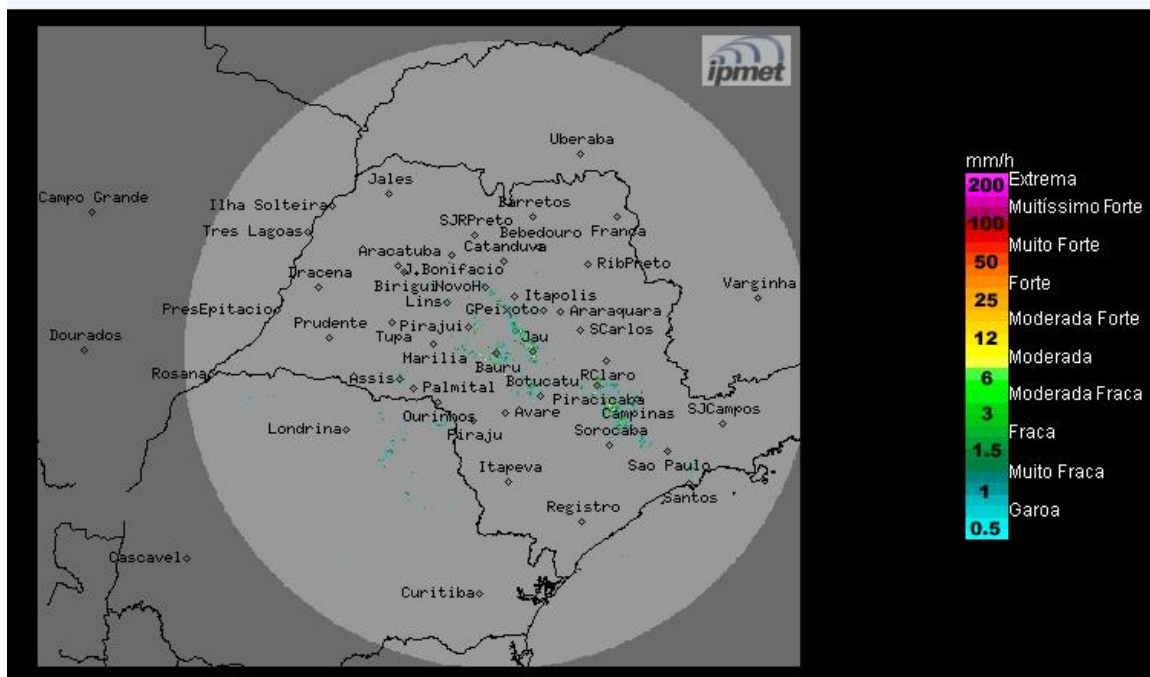 ipmet
Uberaba
Jales
Campo Grande
Ilha Solteira
Barretos
SJRPreto
Tres Lagoas
Bebedouro Franca
Catanduva
Aracatuba
J.Bonifacio
RibPreto
Dracena
Varginha
Birigui
NovoH
Itapolis
Lins
PresEpitacio
GPeixoto
Araraquara
Prudente
Pirajui
SCarlos
Dourados
Tupa
Jau
Marilia
Bauru
Rosana
Assis
RClaro
Botucatu
Palmital
Piracicaba
SJCampos
Ourinhos
Avare
Campinas
Londrina
Piraju
Sorocaba
Itapeva
Sao Paulo
Santos
Registro
Cascavel
Curitiba
mm/h
200 Extrema
Muitíssimo Forte
100
Muito Forte
50
Forte
25
Moderada Forte
12
Moderada
6
Moderada Fraca
3
Fraca
1.5
Muito Fraca
1
Garoa
0.5